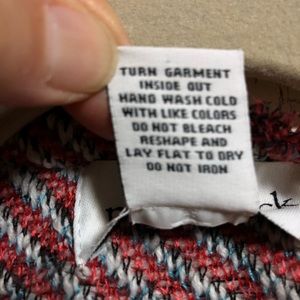 TURN GARMENT
INSIDE OUT
HAND WASH COLD
WITH LIKE COLORS
DO NOT BLEACH
RESHAPE AND
LAY FLAT TO DRY
DO NOT IRON